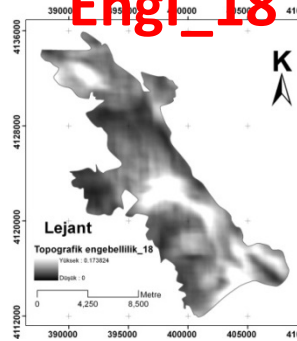 Engl_18
390000 395000 400000 405000
4136000
4128000
4120000
4112000
K
Lejant
Topografik engebellilik_18
Yüksek : 0.173824
Düşük : 0
0 4,250 8,500 Metre
390000 395000 400000 405000